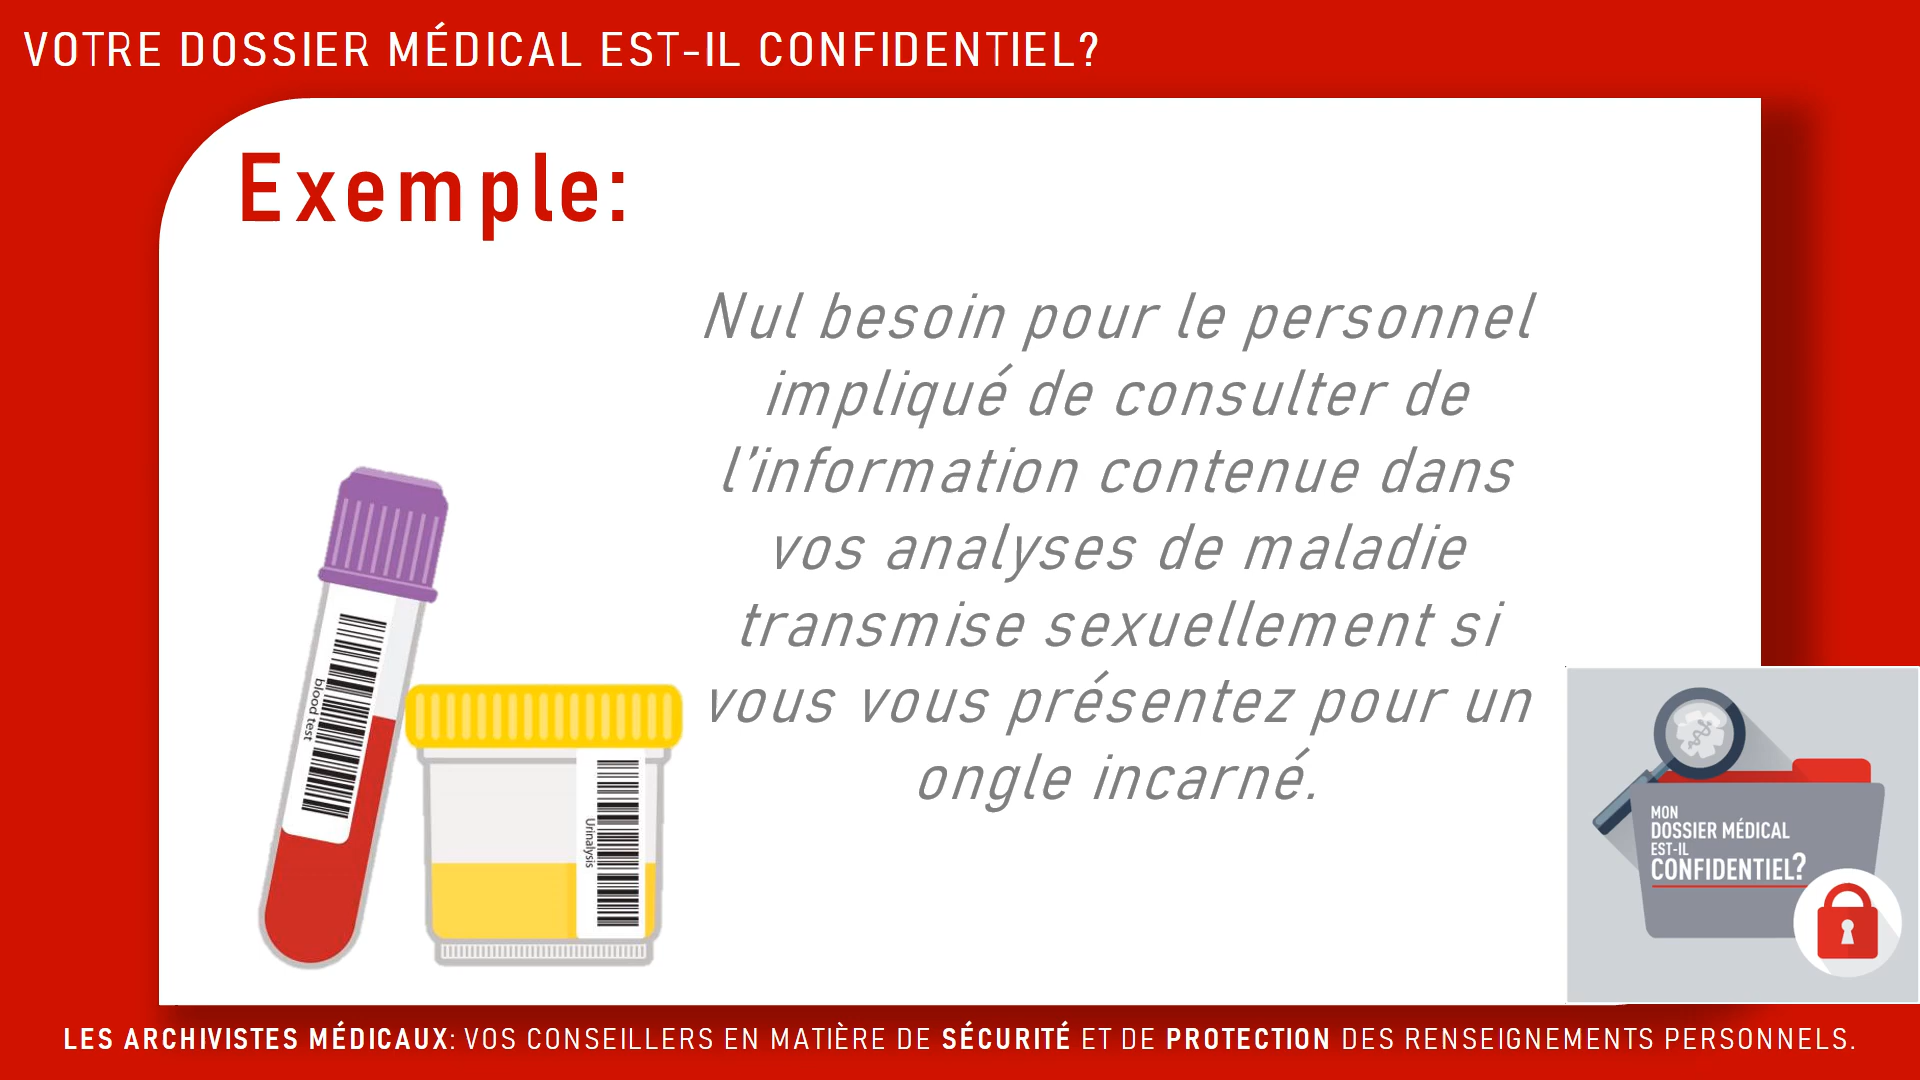 VOTRE DOSSIER MÉDICAL EST-IL CONFIDENTIEL?
Exemple:
Nul besoin pour le personnel
impliqué de consulter de
l'information contenue dans
vos analyses de maladie
transmise sexuellement si
vous vous présentez pour un
ongle incarné.
blood test
Urinalysis
MON
DOSSIER MÉDICAL
EST-IL
CONFIDENTIEL?
LES ARCHIVISTES MÉDICAUX: VOS CONSEILLERS EN MATIÈRE DE SÉCURITÉ ET DE PROTECTION DES RENSEIGNEMENTS PERSONNELS.